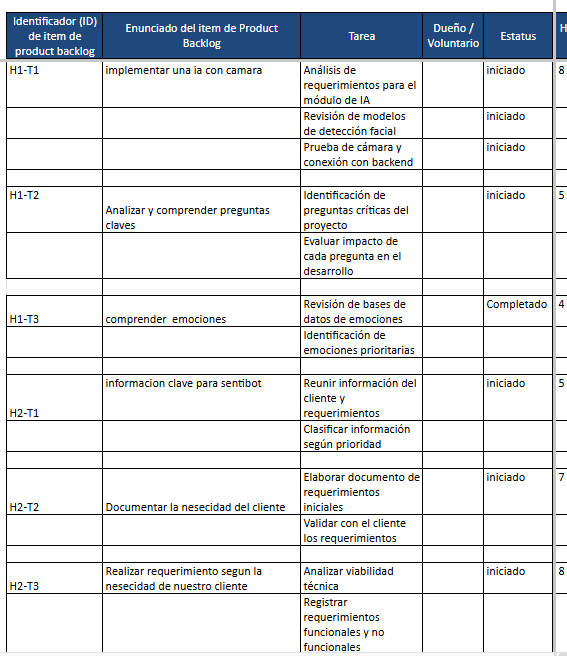 Identificador (ID) de item de product backlog | Enunciado del item de Product Backlog | Tarea | Dueño / Voluntario | Estatus | H
H1-T1 | implementar una ia con camara | Análisis de requerimientos para el módulo de IA | iniciado | 8
Revisión de modelos de detección facial | iniciado
Prueba de cámara y conexión con backend | iniciado
H1-T2 | Analizar y comprender preguntas claves | Identificación de preguntas críticas del proyecto | iniciado | 5
Evaluar impacto de cada pregunta en el desarrollo
H1-T3 | comprender  emociones | Revisión de bases de datos de emociones | Completado | 4
Identificación de emociones prioritarias
H2-T1 | informacion clave para sentibot | Reunir información del cliente y requerimientos | iniciado | 5
Clasificar información según prioridad
H2-T2 | Documentar la nesecidad del cliente | Elaborar documento de requerimientos iniciales | iniciado | 7
Validar con el cliente los requerimientos
H2-T3 | Realizar requerimiento segun la nesecidad de nuestro cliente | Analizar viabilidad técnica | iniciado | 8
Registrar requerimientos funcionales y no funcionales